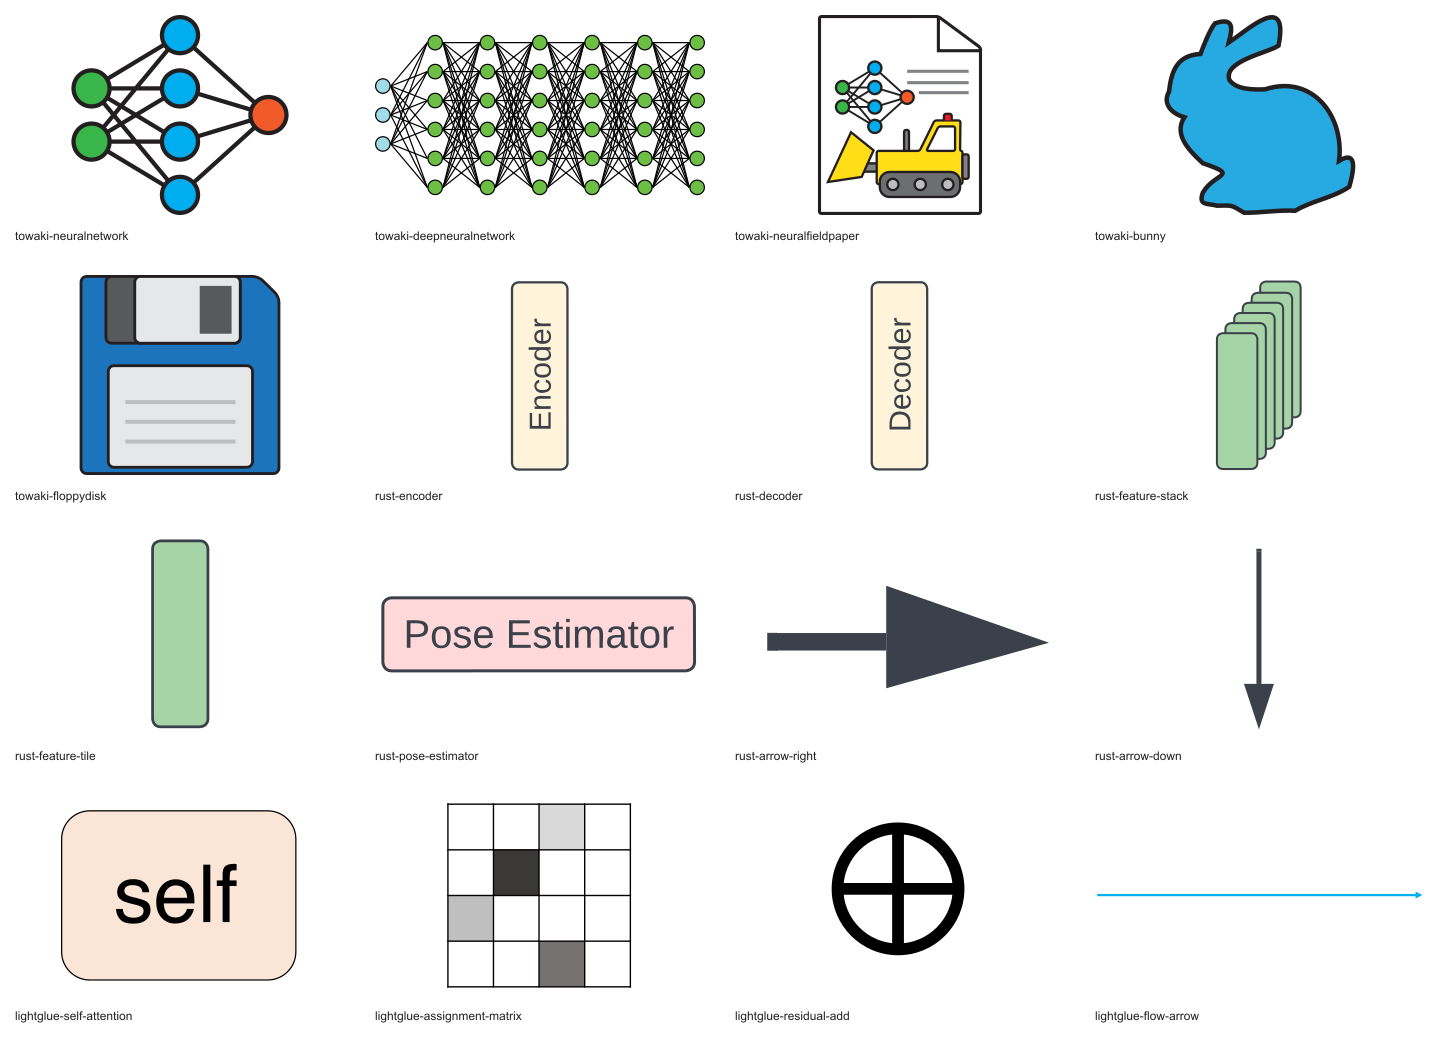 towaki-neuralnetwork
towaki-deepneuralnetwork
towaki-neuralfieldpaper
towaki-bunny
Encoder
Decoder
towaki-floppydisk
rust-encoder
rust-decoder
rust-feature-stack
Pose Estimator
rust-feature-tile
rust-pose-estimator
rust-arrow-right
rust-arrow-down
self
lightglue-self-attention
lightglue-assignment-matrix
lightglue-residual-add
lightglue-flow-arrow